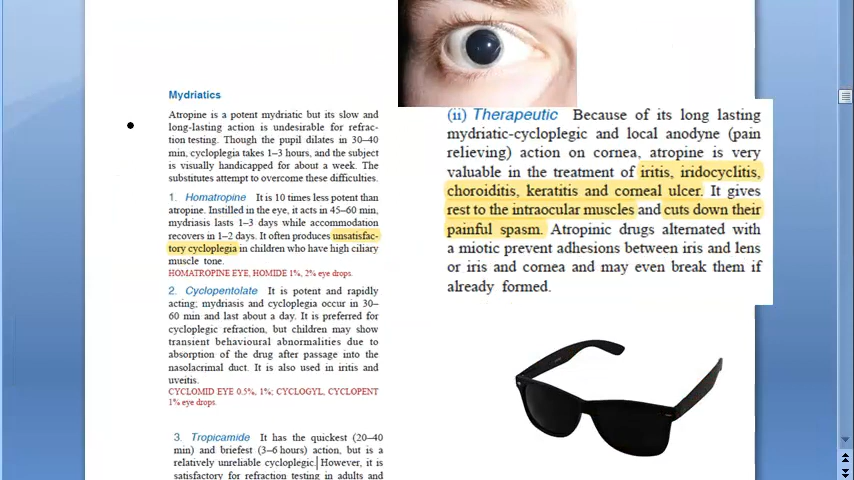 Mydriatics
Atropine is a potent mydriatic but its slow and
long-lasting action is undesirable for refrac-
tion testing. Though the pupil dilates in 30–40
min, cycloplegia takes 1–3 hours, and the subject
is visually handicapped for about a week. The
substitutes attempt to overcome these difficulties.
1. Homatropine It is 10 times less potent than
atropine. Instilled in the eye, it acts in 45–60 min,
mydriasis lasts 1–3 days while accommodation
recovers in 1–2 days. It often produces unsatisfac-
tory cycloplegia in children who have high ciliary
muscle tone.
HOMATROPINE EYE, HOMIDE 1%, 2% eye drops.
2. Cyclopentolate It is potent and rapidly
acting; mydriasis and cycloplegia occur in 30–
60 min and last about a day. It is preferred for
cycloplegic refraction, but children may show
transient behavioural abnormalities due to
absorption of the drug after passage into the
nasolacrimal duct. It is also used in iritis and
uveitis.
CYCLOMID EYE 0.5%, 1%; CYCLOGYL, CYCLOPENT
1% eye drops.
3. Tropicamide It has the quickest (20–40
min) and briefest (3–6 hours) action, but is a
relatively unreliable cycloplegic. However, it is
satisfactory for refraction testing in adults and
(ii) Therapeutic Because of its long lasting
mydriatic-cycloplegic and local anodyne (pain
relieving) action on cornea, atropine is very
valuable in the treatment of iritis, iridocyclitis,
choroiditis, keratitis and corneal ulcer. It gives
rest to the intraocular muscles and cuts down their
painful spasm. Atropinic drugs alternated with
a miotic prevent adhesions between iris and lens
or iris and cornea and may even break them if
already formed.